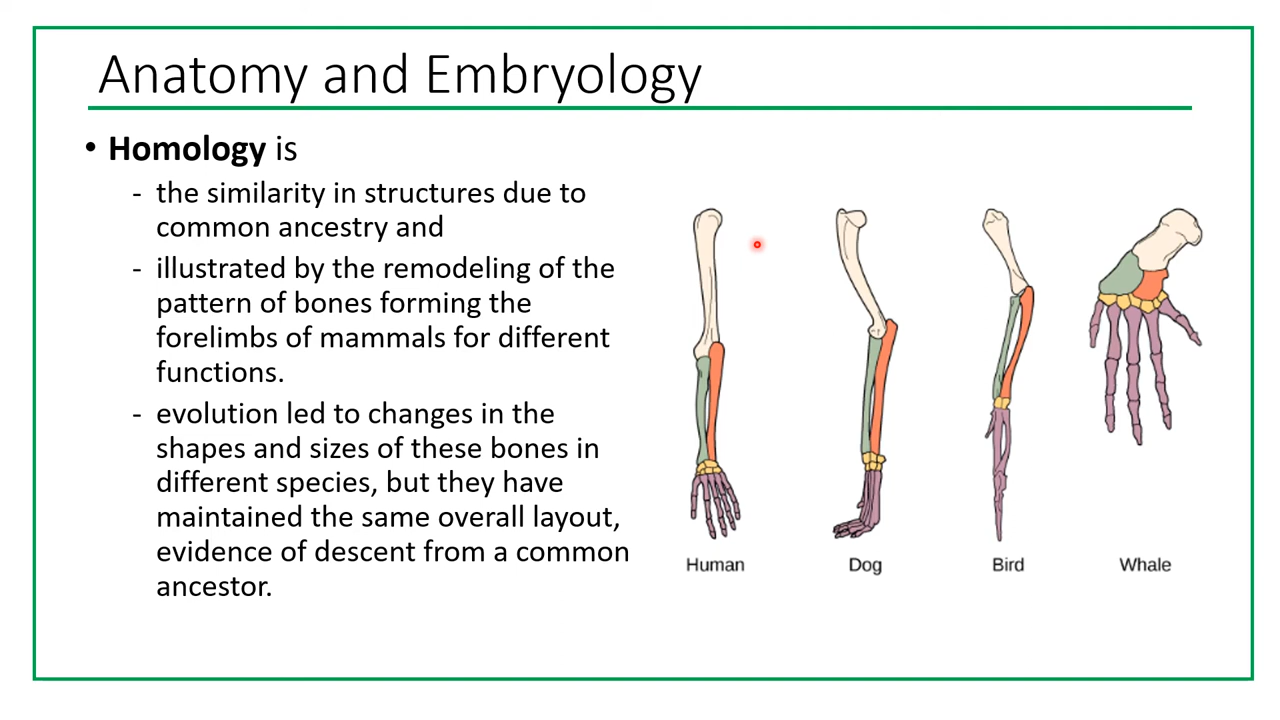 Anatomy and Embryology
• Homology is
- the similarity in structures due to
common ancestry and
- illustrated by the remodeling of the
pattern of bones forming the
forelimbs of mammals for different
functions.
- evolution led to changes in the
shapes and sizes of these bones in
different species, but they have
maintained the same overall layout,
evidence of descent from a common
ancestor.
Human Dog Bird Whale